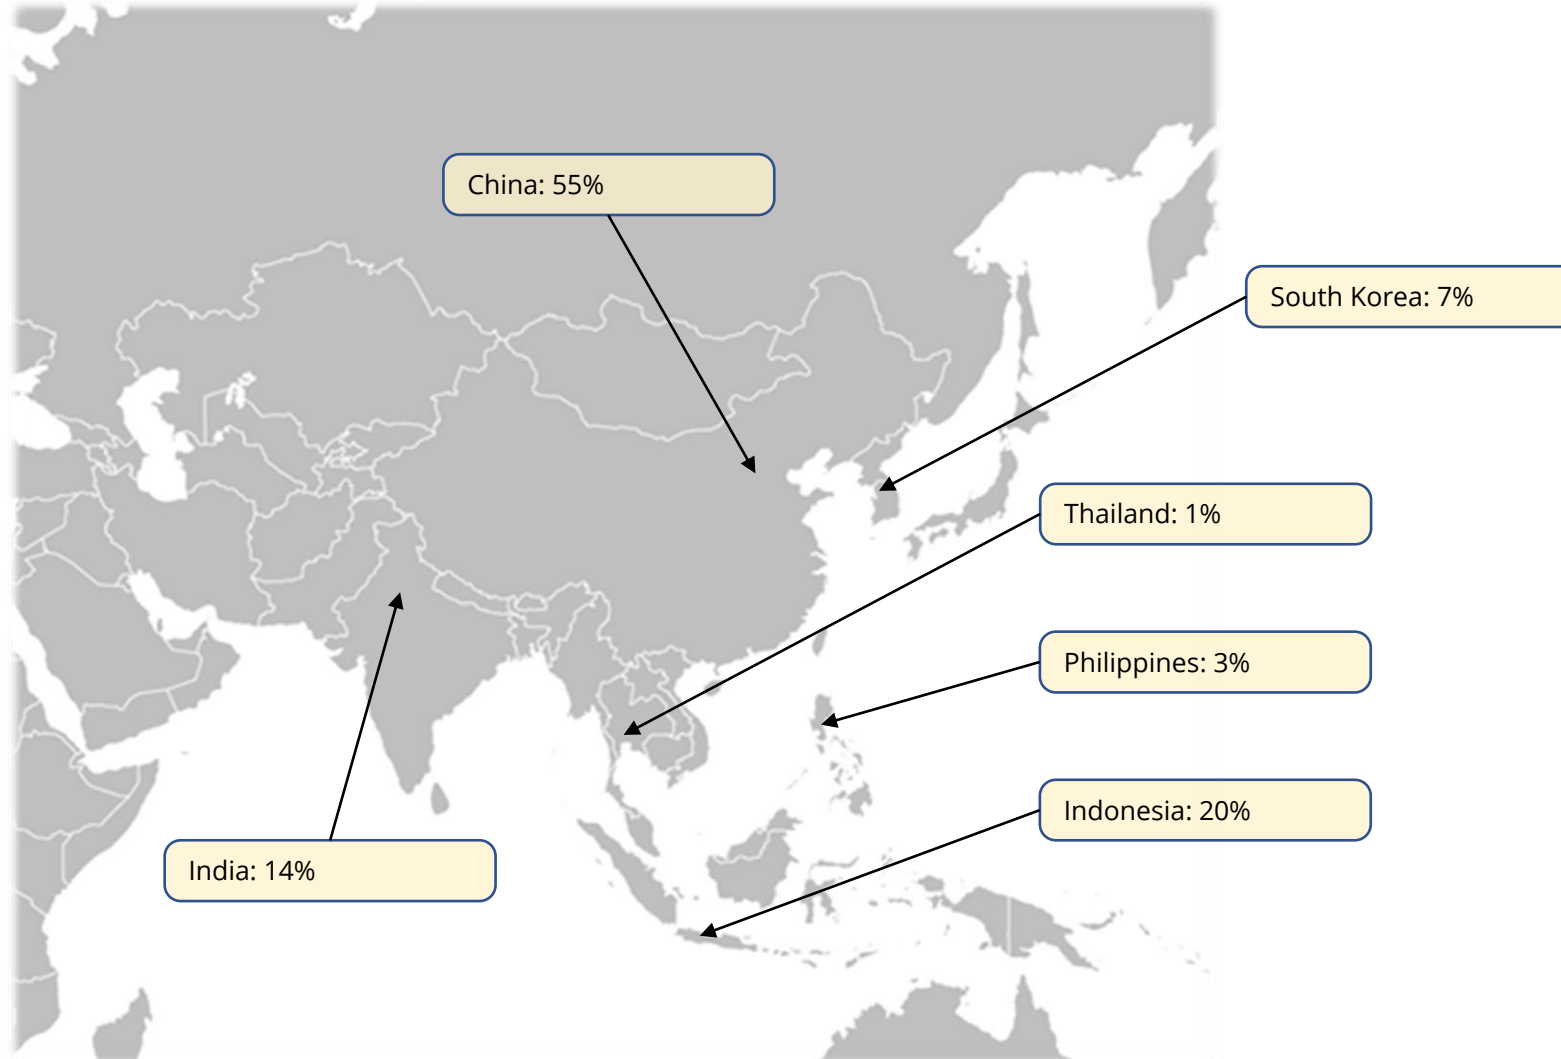 China: 55%
South Korea: 7%
Thailand: 1%
Philippines: 3%
Indonesia: 20%
India: 14%